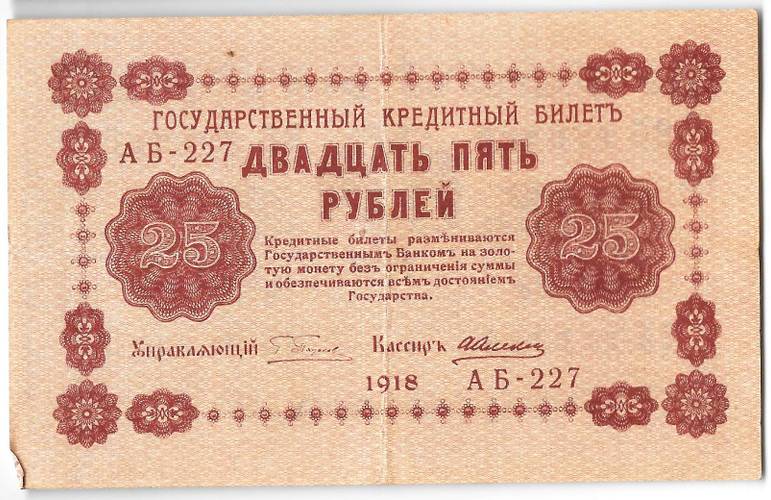 ГОСУДАРСТВЕННЫЙ КРЕДИТНЫЙ БИЛЕТЪ
АБ-227 ДВАДЦАТЬ ПЯТЬ
РУБЛЕЙ
25
25
Кредитные билеты размѣниваются
Государственнымъ Банкомъ на золо-
тую монету безъ ограниченія суммы
и обезпечиваются всѣмъ достояніемъ
Государства.
Управляющій
Кассиръ
1918 АБ-227